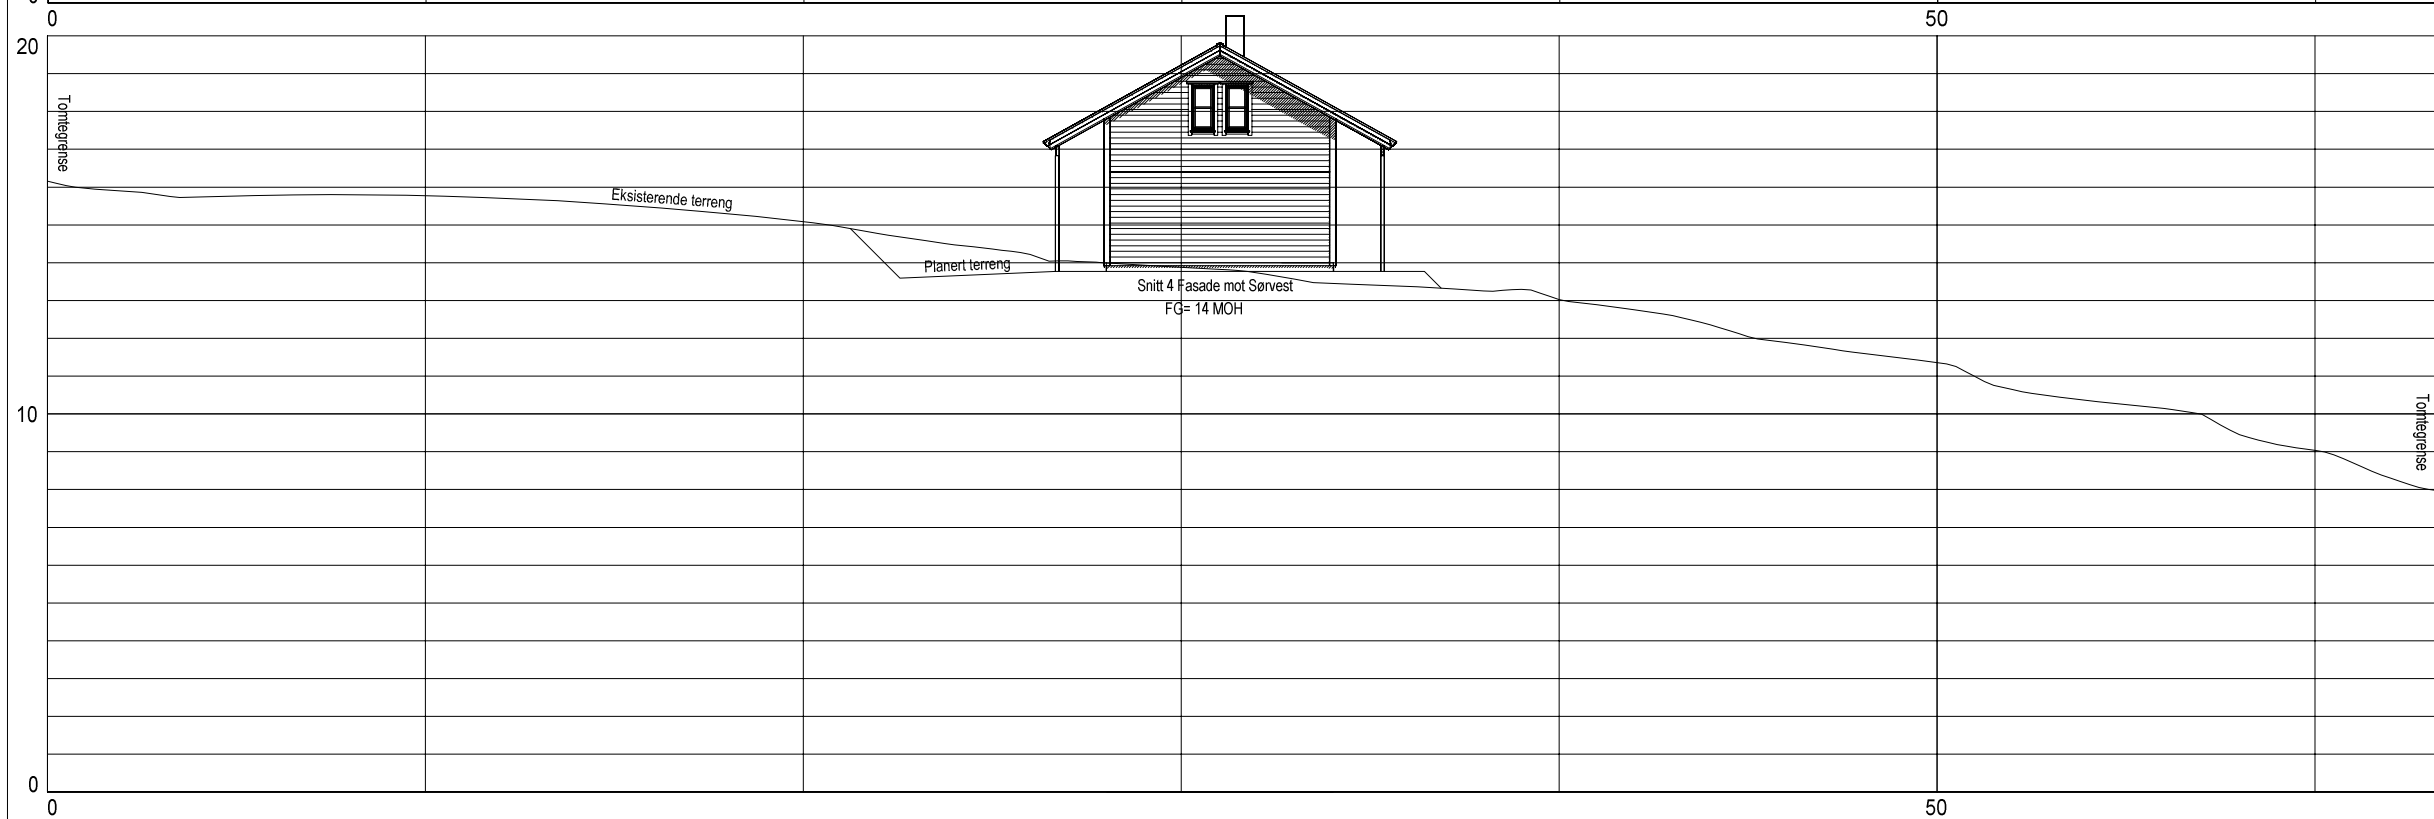 0
50
20
Tomtegrense
Eksisterende terreng
Planert terreng
Snitt 4 Fasade mot Sørvest
FG= 14 MOH
10
Tomtegrense
0
0
50